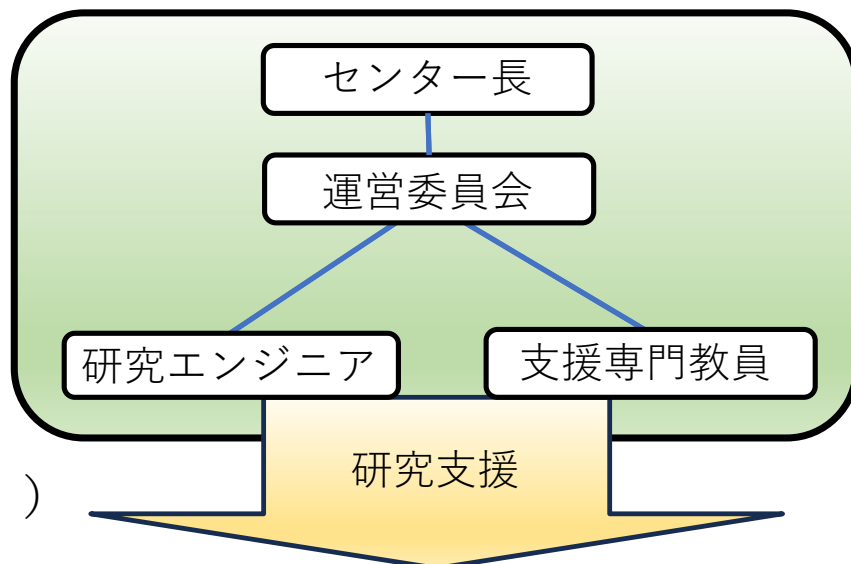 センター長
運営委員会
研究エンジニア
支援専門教員
研究支援
）